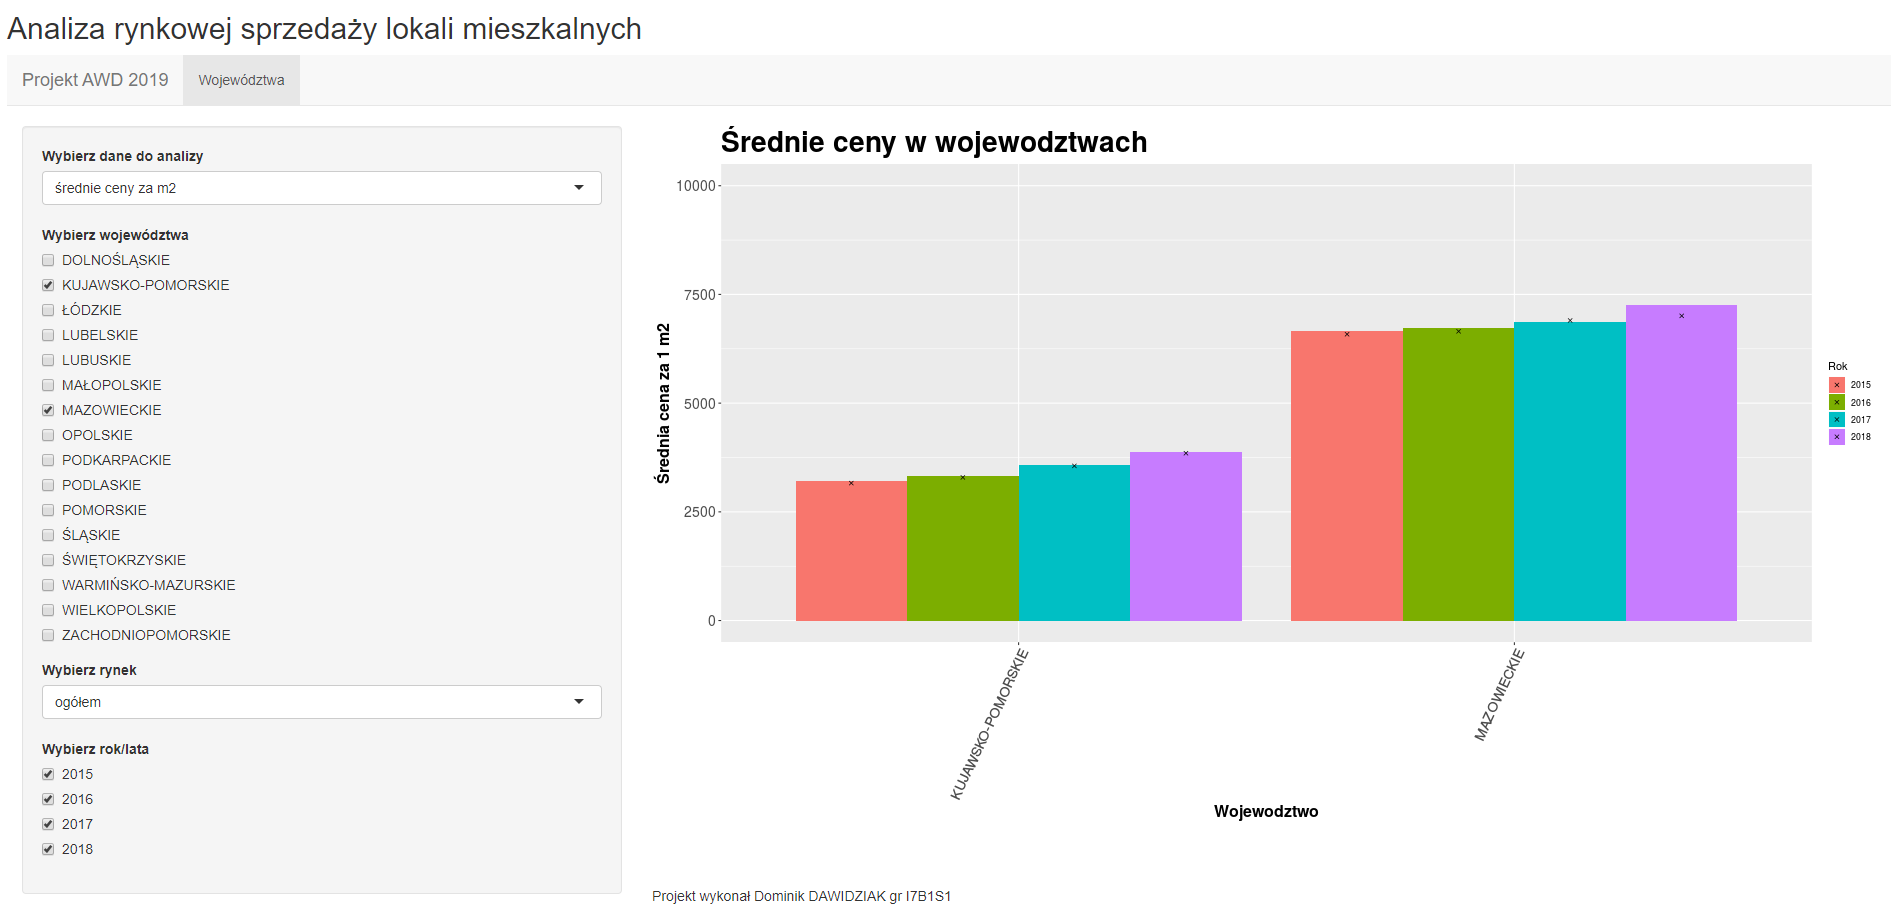 Analiza rynkowej sprzedaży lokali mieszkalnych
Projekt AWD 2019
Województwa
Wybierz dane do analizy
średnie ceny za m2
Wybierz województwa
DOLNOŚLĄSKIE
KUJAWSKO-POMORSKIE
ŁÓDZKIE
LUBELSKIE
LUBUSKIE
MAŁOPOLSKIE
MAZOWIECKIE
OPOLSKIE
PODKARPACKIE
PODLASKIE
POMORSKIE
ŚLĄSKIE
ŚWIĘTOKRZYSKIE
WARMIŃSKO-MAZURSKIE
WIELKOPOLSKIE
ZACHODNIOPOMORSKIE
Wybierz rynek
ogółem
Wybierz rok/lata
2015
2016
2017
2018
Średnie ceny w wojewodztwach
Średnia cena za 1 m2
10000
7500
5000
2500
0
KUJAWSKO-POMORSKIE
MAZOWIECKIE
Wojewodztwo
Rok
2015
2016
2017
2018
Projekt wykonał Dominik DAWIDZIAK gr I7B1S1